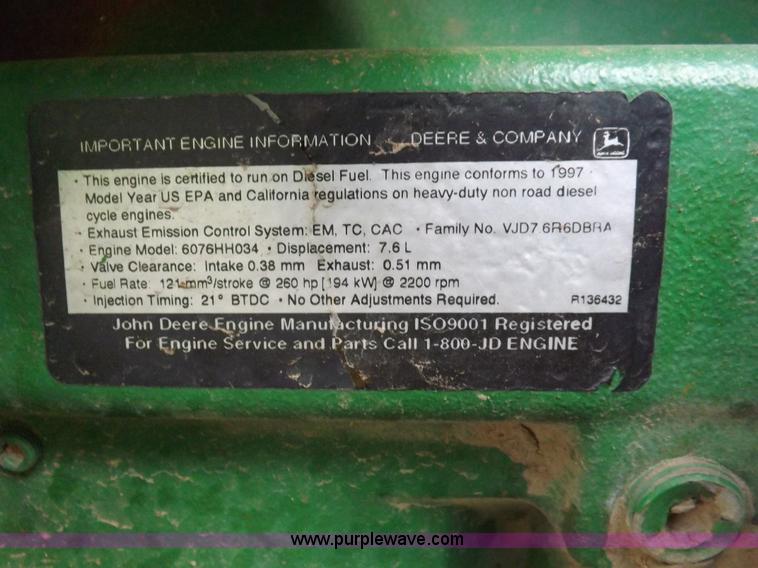 IMPORTANT ENGINE INFORMATION DEERE & COMPANY
JOHN DEERE
· This engine is certified to run on Diesel Fuel. This engine conforms to 1997
Model Year US EPA and California regulations on heavy-duty non road diesel
cycle engines.
· Exhaust Emission Control System: EM, TC, CAC · Family No. VJD7.6R6DBRA
· Engine Model: 6076HH034 · Displacement: 7.6 L
· Valve Clearance: Intake 0.38 mm Exhaust: 0.51 mm
· Fuel Rate: 121 mm³/stroke @ 260 hp [194 kW] @ 2200 rpm
· Injection Timing: 21° BTDC · No Other Adjustments Required. R136432
John Deere Engine Manufacturing ISO9001 Registered
For Engine Service and Parts Call 1-800-JD ENGINE
www.purplewave.com